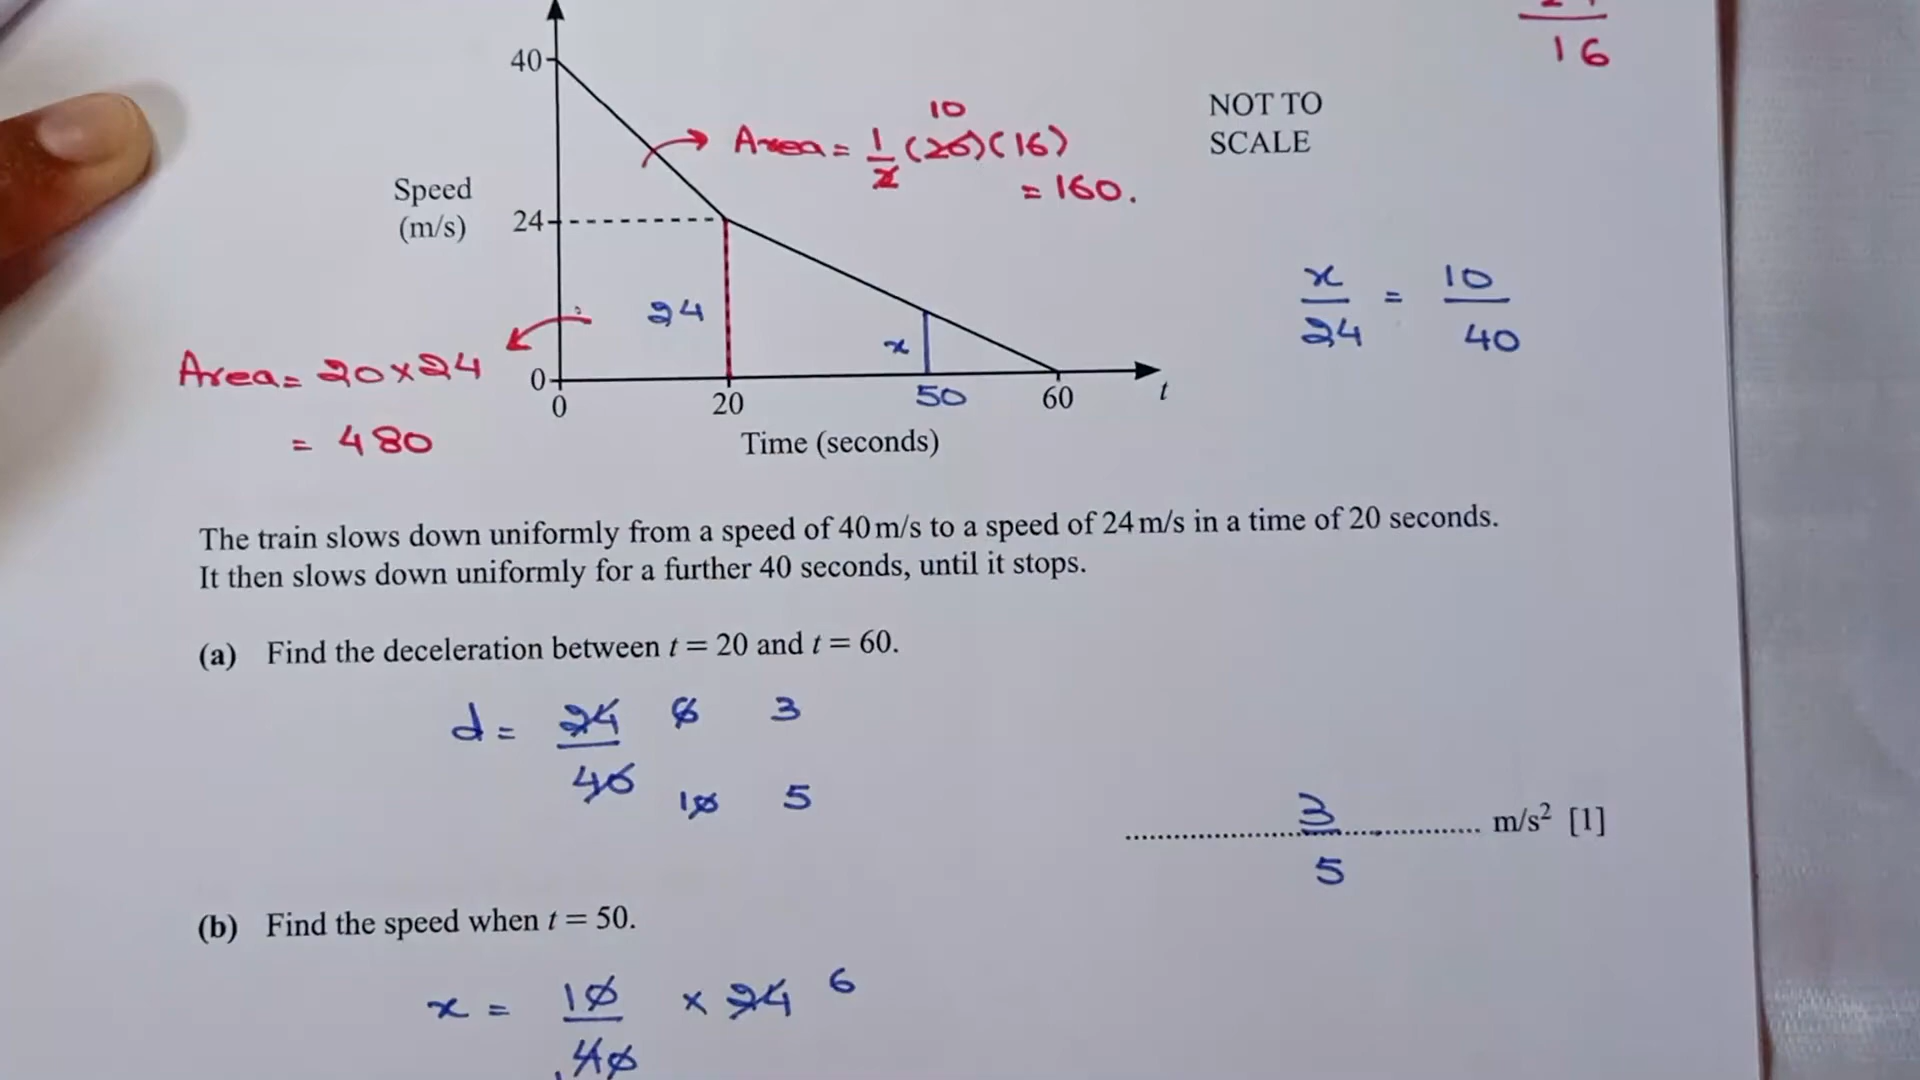 16
40
NOT TO
SCALE
10
Area = 1/2 (20)(16)
= 160.
Speed
(m/s)
24
x/24 = 10/40
24
x
Area = 20 x 24
= 480
0
0
20
50
60
t
Time (seconds)
The train slows down uniformly from a speed of 40 m/s to a speed of 24 m/s in a time of 20 seconds.
It then slows down uniformly for a further 40 seconds, until it stops.
(a) Find the deceleration between t = 20 and t = 60.
d = 24/40 6/10 3/5
3/5 m/s² [1]
(b) Find the speed when t = 50.
x = 10/40 × 24 6